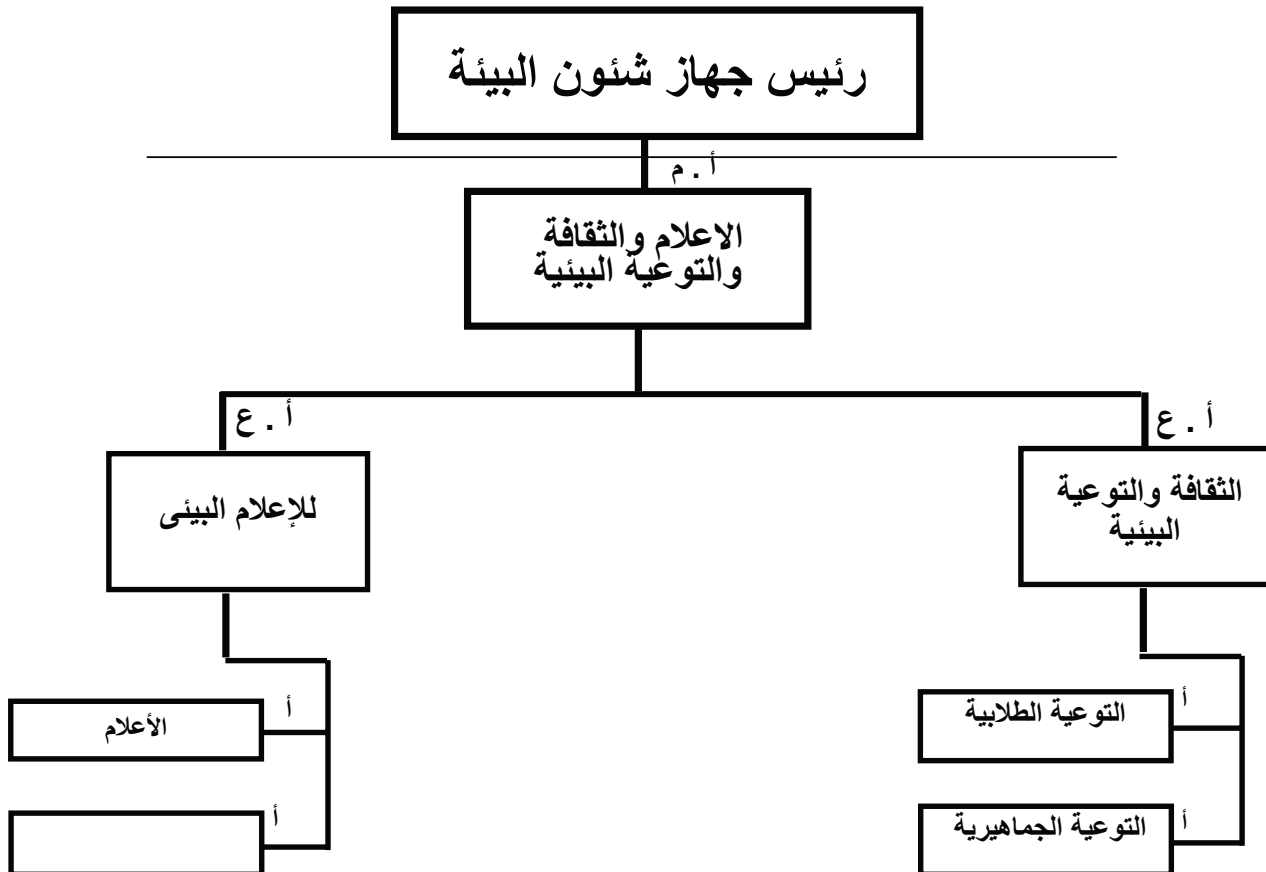 رئيس جهاز شئون البيئة
أ . م
الاعلام والثقافة
والتوعية البيئية
أ . ع
أ . ع
الثقافة والتوعية
البيئية
للإعلام البيئى
أ
التوعية الطلابية
أ
الأعلام
أ
التوعية الجماهيرية
أ